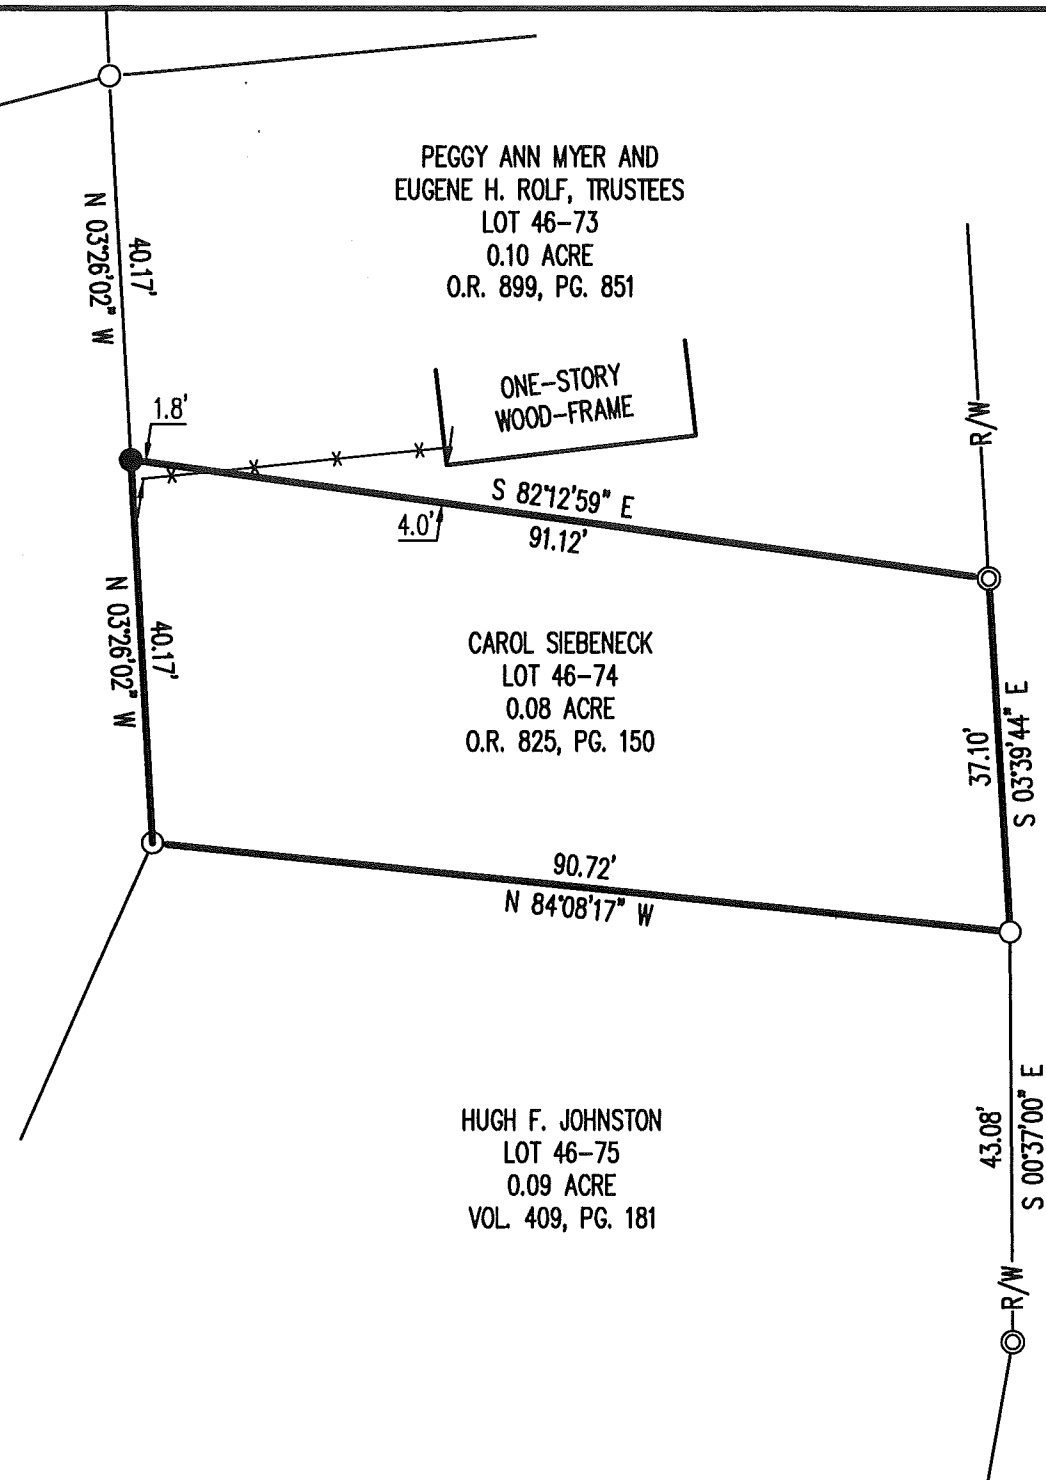 PEGGY ANN MYER AND
EUGENE H. ROLF, TRUSTEES
LOT 46-73
0.10 ACRE
O.R. 899, PG. 851
40.17'
N 03°26'02" W
1.8'
ONE-STORY
WOOD-FRAME
R/W
S 82°12'59" E
91.12'
4.0'
40.17'
N 03°26'02" W
CAROL SIEBENECK
LOT 46-74
0.08 ACRE
O.R. 825, PG. 150
37.10'
S 03°39'44" E
90.72'
N 84°08'17" W
HUGH F. JOHNSTON
LOT 46-75
0.09 ACRE
VOL. 409, PG. 181
43.08'
S 00°37'00" E
R/W